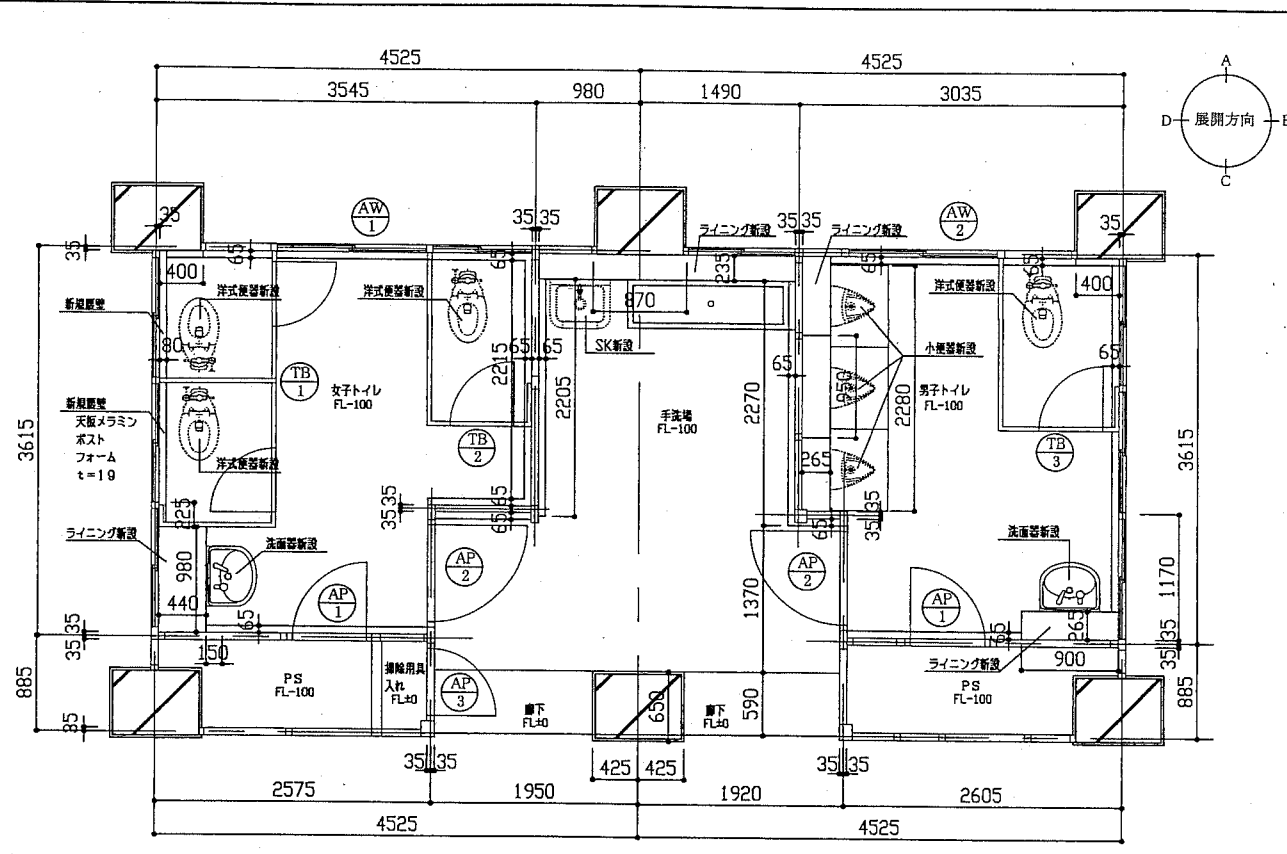 4525
4525
3545
980
1490
3035
A
D
展開方向
B
C
AW
1
AW
2
35
35
35
35
ライニング新設
ライニング新設
35
35
35
65
65
235
65
65
400
洋式便器新設
洋式便器新設
870
洋式便器新設
400
新規腰壁
80
SK新設
小便器新設
2215
65
65
65
65
TB
1
女子トイレ
FL-100
2205
2270
950
2280
男子トイレ
FL-100
新規腰壁
天板メラミン
ポスト
フォーム
t=19
手洗場
FL-100
3615
3615
TB
2
TB
3
洋式便器新設
265
225
35
35
65
65
65
35
35
ライニング新設
洗面器新設
洗面器新設
980
AP
2
AP
2
440
AP
1
65
1370
AP
1
1170
65
265
35
35
35
35
150
ライニング新設
900
PS
FL-100
掃除用具
入れ
FL±0
AP
3
PS
FL-100
885
885
廊下
FL±0
650
廊下
FL±0
590
35
35
35
425
425
35
35
2575
1950
1920
2605
4525
4525